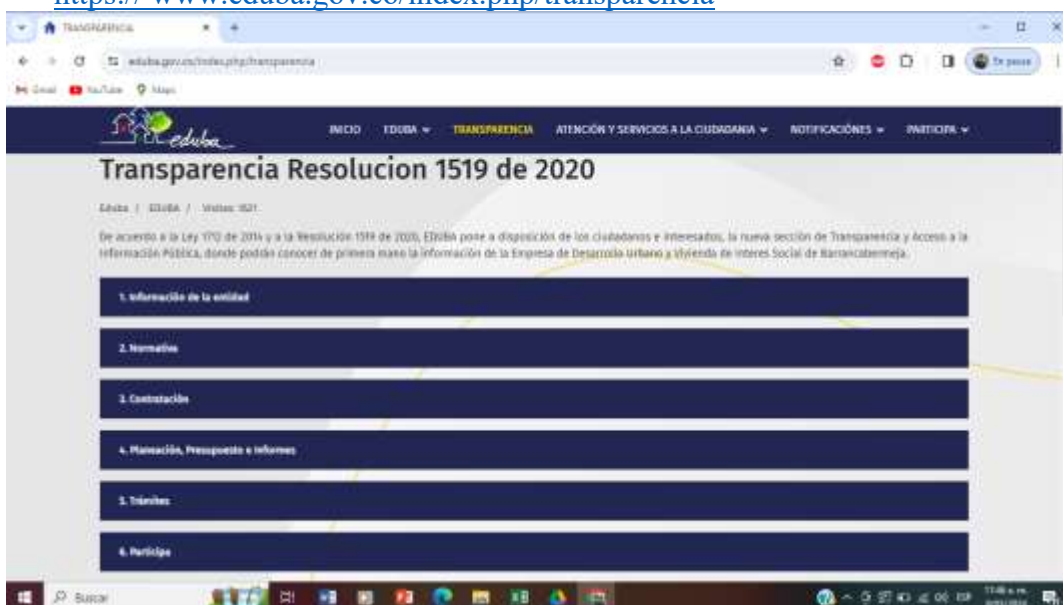 https:// www.eduba.gov.co/index.php/transparencia
TRANSPARENCIA
eduba.gov.co/index.php/transparencia
En pausa
Gmail YouTube Maps
eduba
INICIO EDUBA TRANSPARENCIA ATENCIÓN Y SERVICIOS A LA CIUDADANIA NOTIFICACIÓNES PARTICIPA
Transparencia Resolucion 1519 de 2020
Eduba / EDUBA / Visitas: 1821
De acuerdo a la Ley 1712 de 2014 y a la Resolución 1519 de 2020, EDUBA pone a disposición de los ciudadanos e interesados, la nueva sección de Transparencia y Acceso a la
Información Pública, donde podrán conocer de primera mano la información de la Empresa de Desarrollo Urbano y Vivienda de Interes Social de Barrancabermeja.
1. Información de la entidad
2. Normativa
3. Contratación
4. Planeación, Presupuesto e Informes
5. Trámites
6. Participa
Buscar
ESP